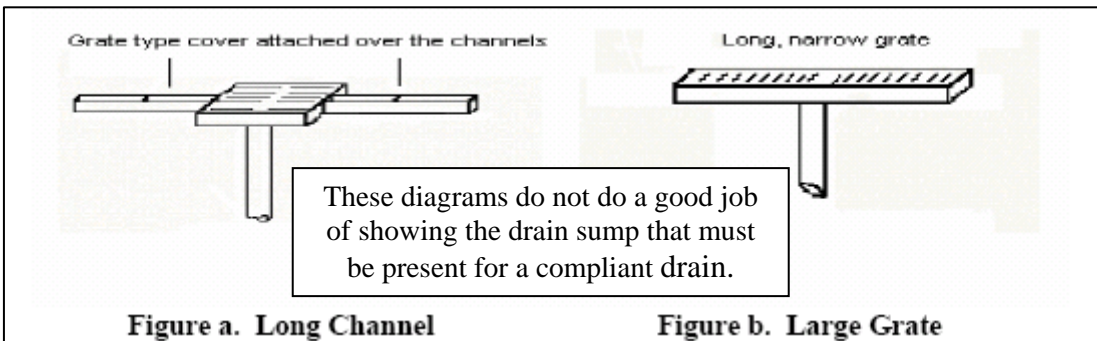 Grate type cover attached over the channels
Long, narrow grate
These diagrams do not do a good job
of showing the drain sump that must
be present for a compliant drain.
Figure a. Long Channel
Figure b. Large Grate